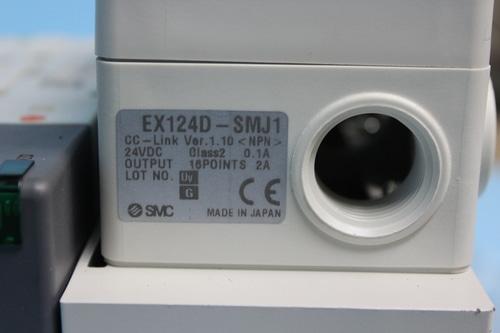 EX124D-SMJ1
CC-Link Ver.1.10 <NPN>
24VDC Class2 0.1A
OUTPUT 16POINTS 2A
LOT NO. Uy
G
CE
SMC MADE IN JAPAN